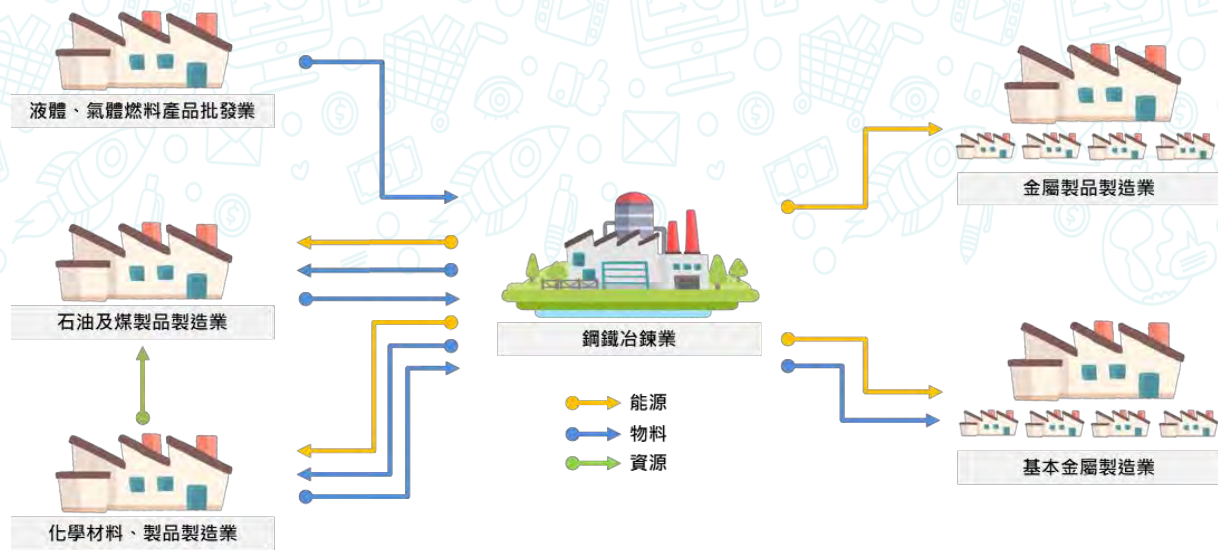 液體、氣體燃料產品批發業
金屬製品製造業
石油及煤製品製造業
鋼鐵冶鍊業
能源
物料
資源
基本金屬製造業
化學材料、製品製造業